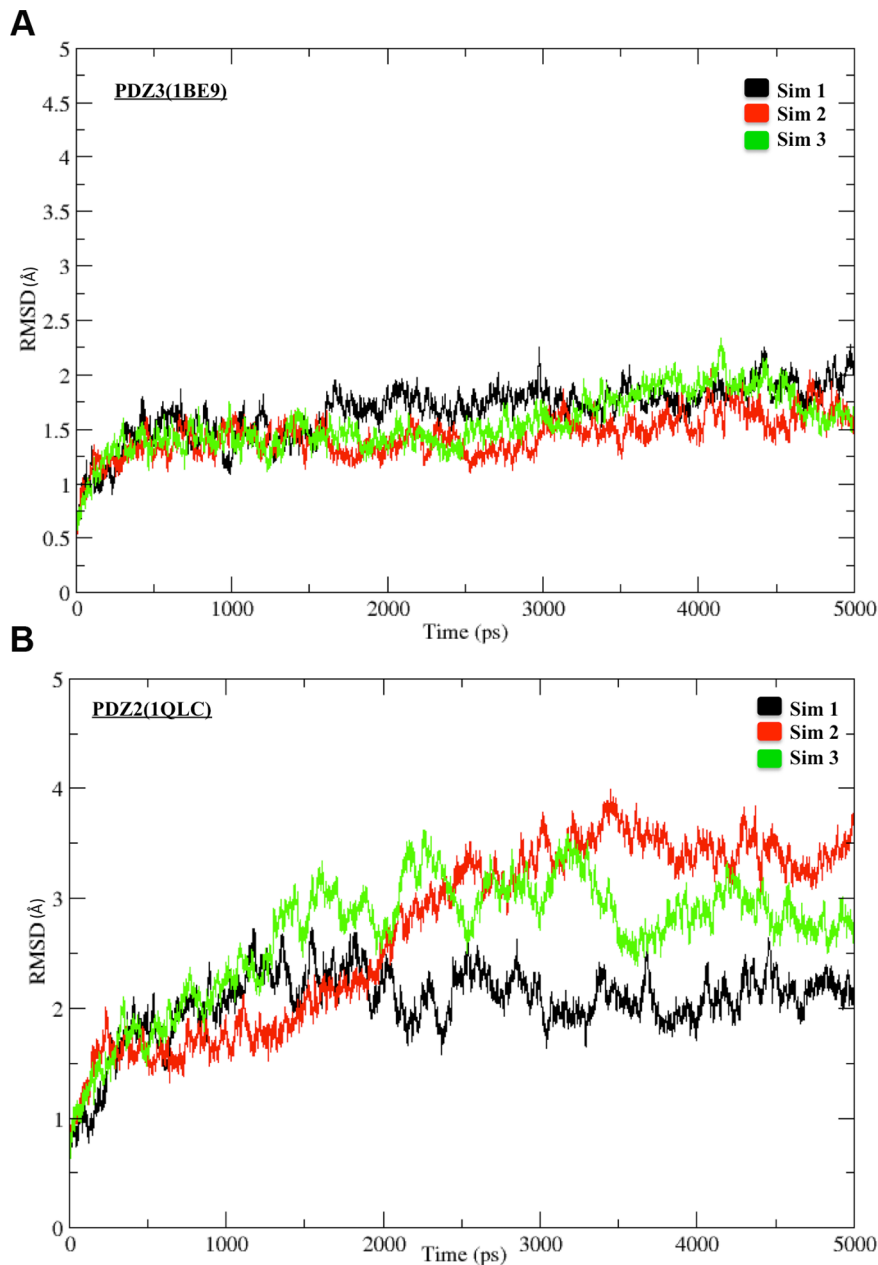 A
5
4.5
4
3.5
3
2.5
2
1.5
1
0.5
0
RMSD (Å)
PDZ3(1BE9)
Sim 1
Sim 2
Sim 3
0 1000 2000 3000 4000 5000
Time (ps)
B
5
4
3
2
1
0
RMSD (Å)
PDZ2(1QLC)
Sim 1
Sim 2
Sim 3
0 1000 2000 3000 4000 5000
Time (ps)